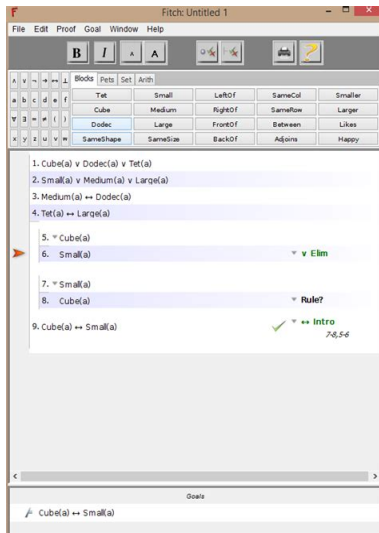 Fitch: Untitled 1
File Edit Proof Goal Window Help
B I A A
∧ ∨ ¬ → ↔ ⊥ Blocks Pets Set Arith
a b c d e f Tet Small LeftOf SameCol Smaller
Cube Medium RightOf SameRow Larger
∀ ∃ = ≠ ( ) Dodec Large FrontOf Between Likes
x y z u v w SameShape SameSize BackOf Adjoins Happy
1. Cube(a) ∨ Dodec(a) ∨ Tet(a)
2. Small(a) ∨ Medium(a) ∨ Large(a)
3. Medium(a) ↔ Dodec(a)
4. Tet(a) ↔ Large(a)
5. Cube(a)
6. Small(a) ∨ Elim
7. Small(a)
8. Cube(a) Rule?
9. Cube(a) ↔ Small(a) ↔ Intro
7-8,5-6
Goals
Cube(a) ↔ Small(a)